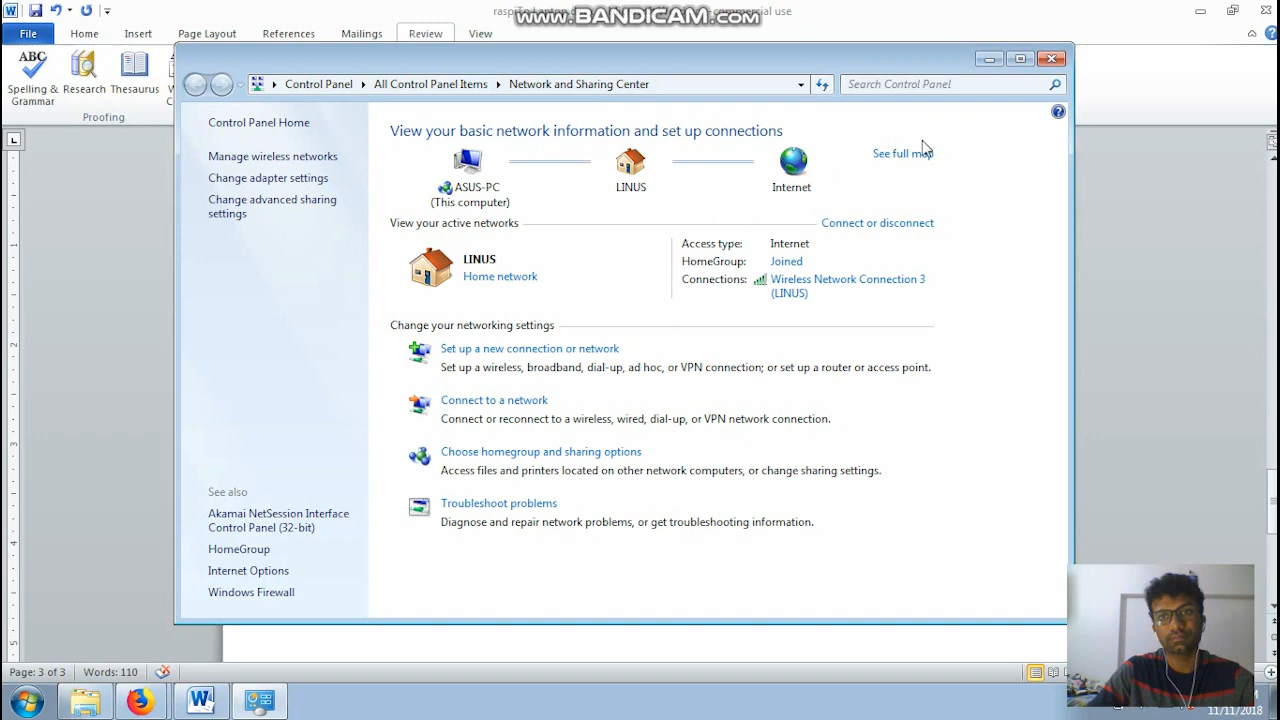 raspiTo Laptop
commercial use
www.BANDICAM.com
File Home Insert Page Layout References Mailings Review View
ABC
Spelling & Grammar
Research
Thesaurus
Proofing
Control Panel All Control Panel Items Network and Sharing Center
Search Control Panel
Control Panel Home
Manage wireless networks
Change adapter settings
Change advanced sharing
settings
See also
Akamai NetSession Interface
Control Panel (32-bit)
HomeGroup
Internet Options
Windows Firewall
View your basic network information and set up connections
See full map
ASUS-PC
(This computer)
LINUS
Internet
View your active networks
Connect or disconnect
LINUS
Home network
Access type: Internet
HomeGroup: Joined
Connections: Wireless Network Connection 3
(LINUS)
Change your networking settings
Set up a new connection or network
Set up a wireless, broadband, dial-up, ad hoc, or VPN connection; or set up a router or access point.
Connect to a network
Connect or reconnect to a wireless, wired, dial-up, or VPN network connection.
Choose homegroup and sharing options
Access files and printers located on other network computers, or change sharing settings.
Troubleshoot problems
Diagnose and repair network problems, or get troubleshooting information.
Page: 3 of 3 Words: 110
11/11/2018